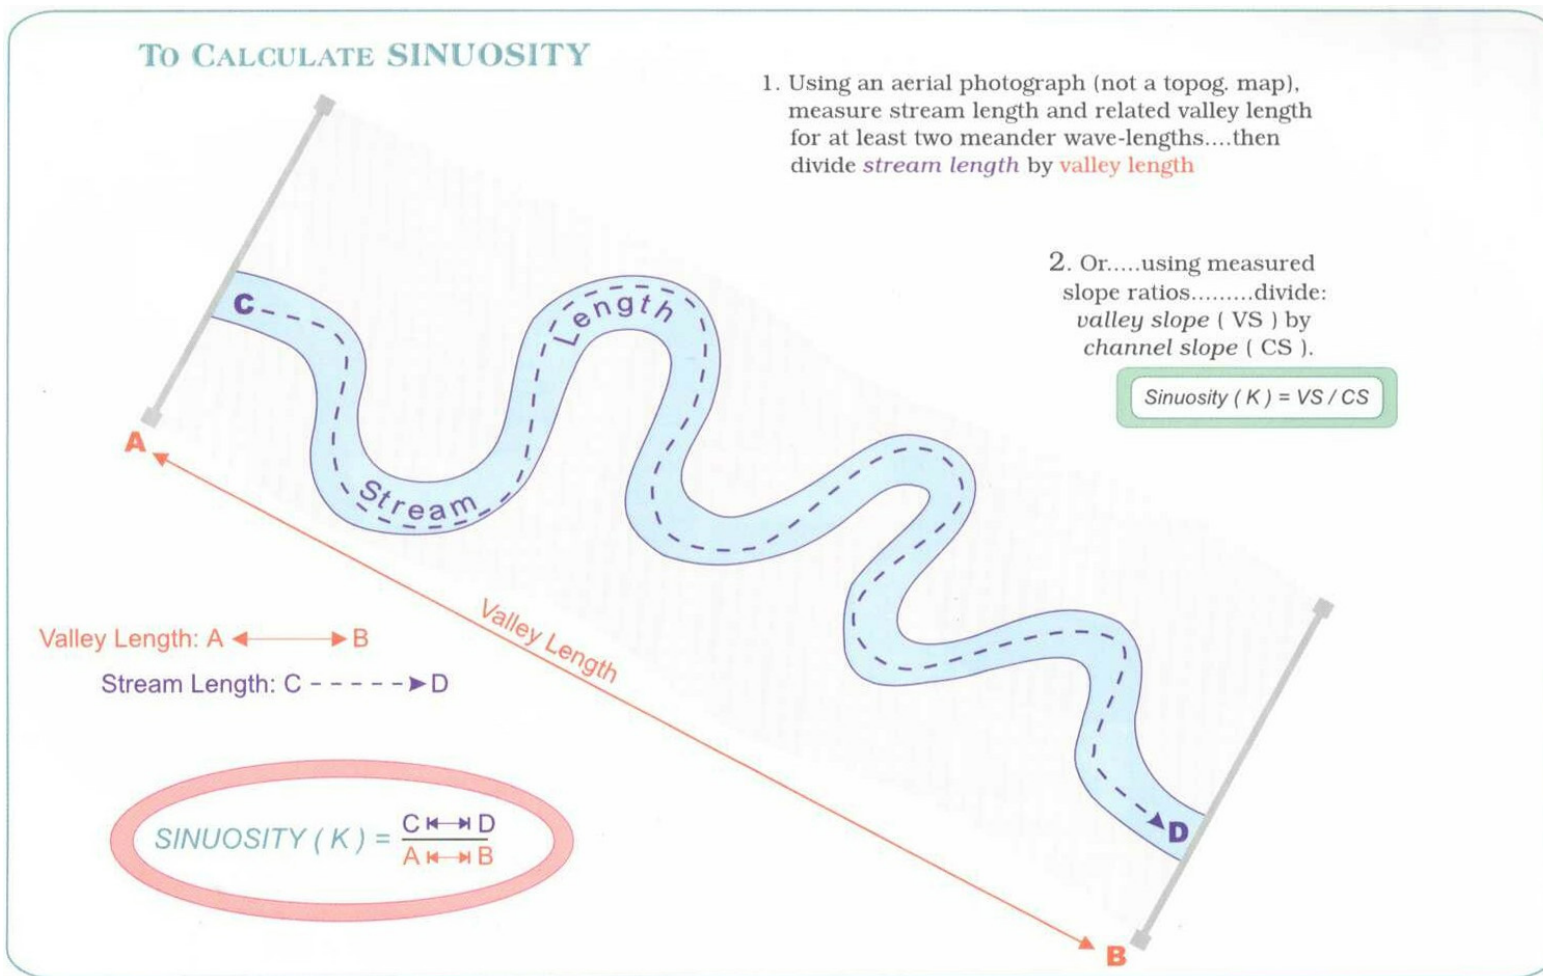 TO CALCULATE SINUOSITY
1. Using an aerial photograph (not a topog. map),
measure stream length and related valley length
for at least two meander wave-lengths....then
divide stream length by valley length
2. Or.....using measured
slope ratios.........divide:
valley slope ( VS ) by
channel slope ( CS ).
Sinuosity ( K ) = VS / CS
C
Length
Stream
A
Valley Length
Valley Length: A B
Stream Length: C - - - - - D
D
SINUOSITY ( K ) = C D
A B
B